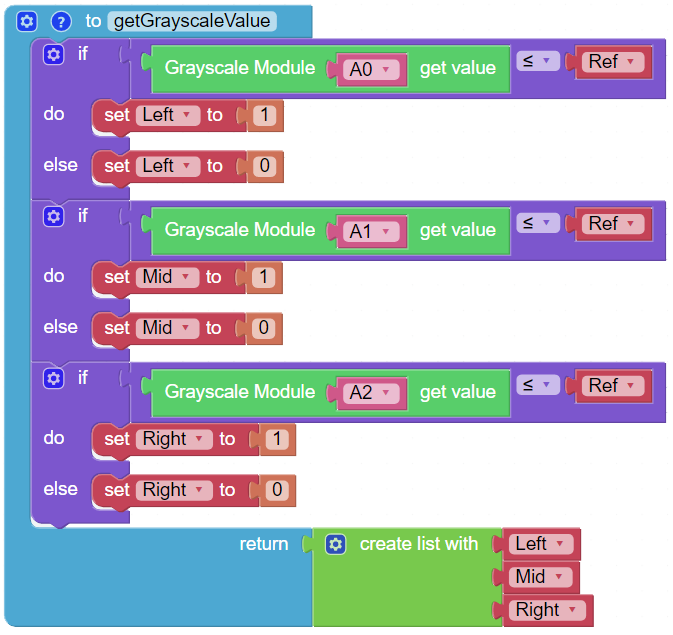 ? to getGrayscaleValue
if Grayscale Module A0 get value ≤ Ref
do set Left to 1
else set Left to 0
if Grayscale Module A1 get value ≤ Ref
do set Mid to 1
else set Mid to 0
if Grayscale Module A2 get value ≤ Ref
do set Right to 1
else set Right to 0
return create list with Left
Mid
Right